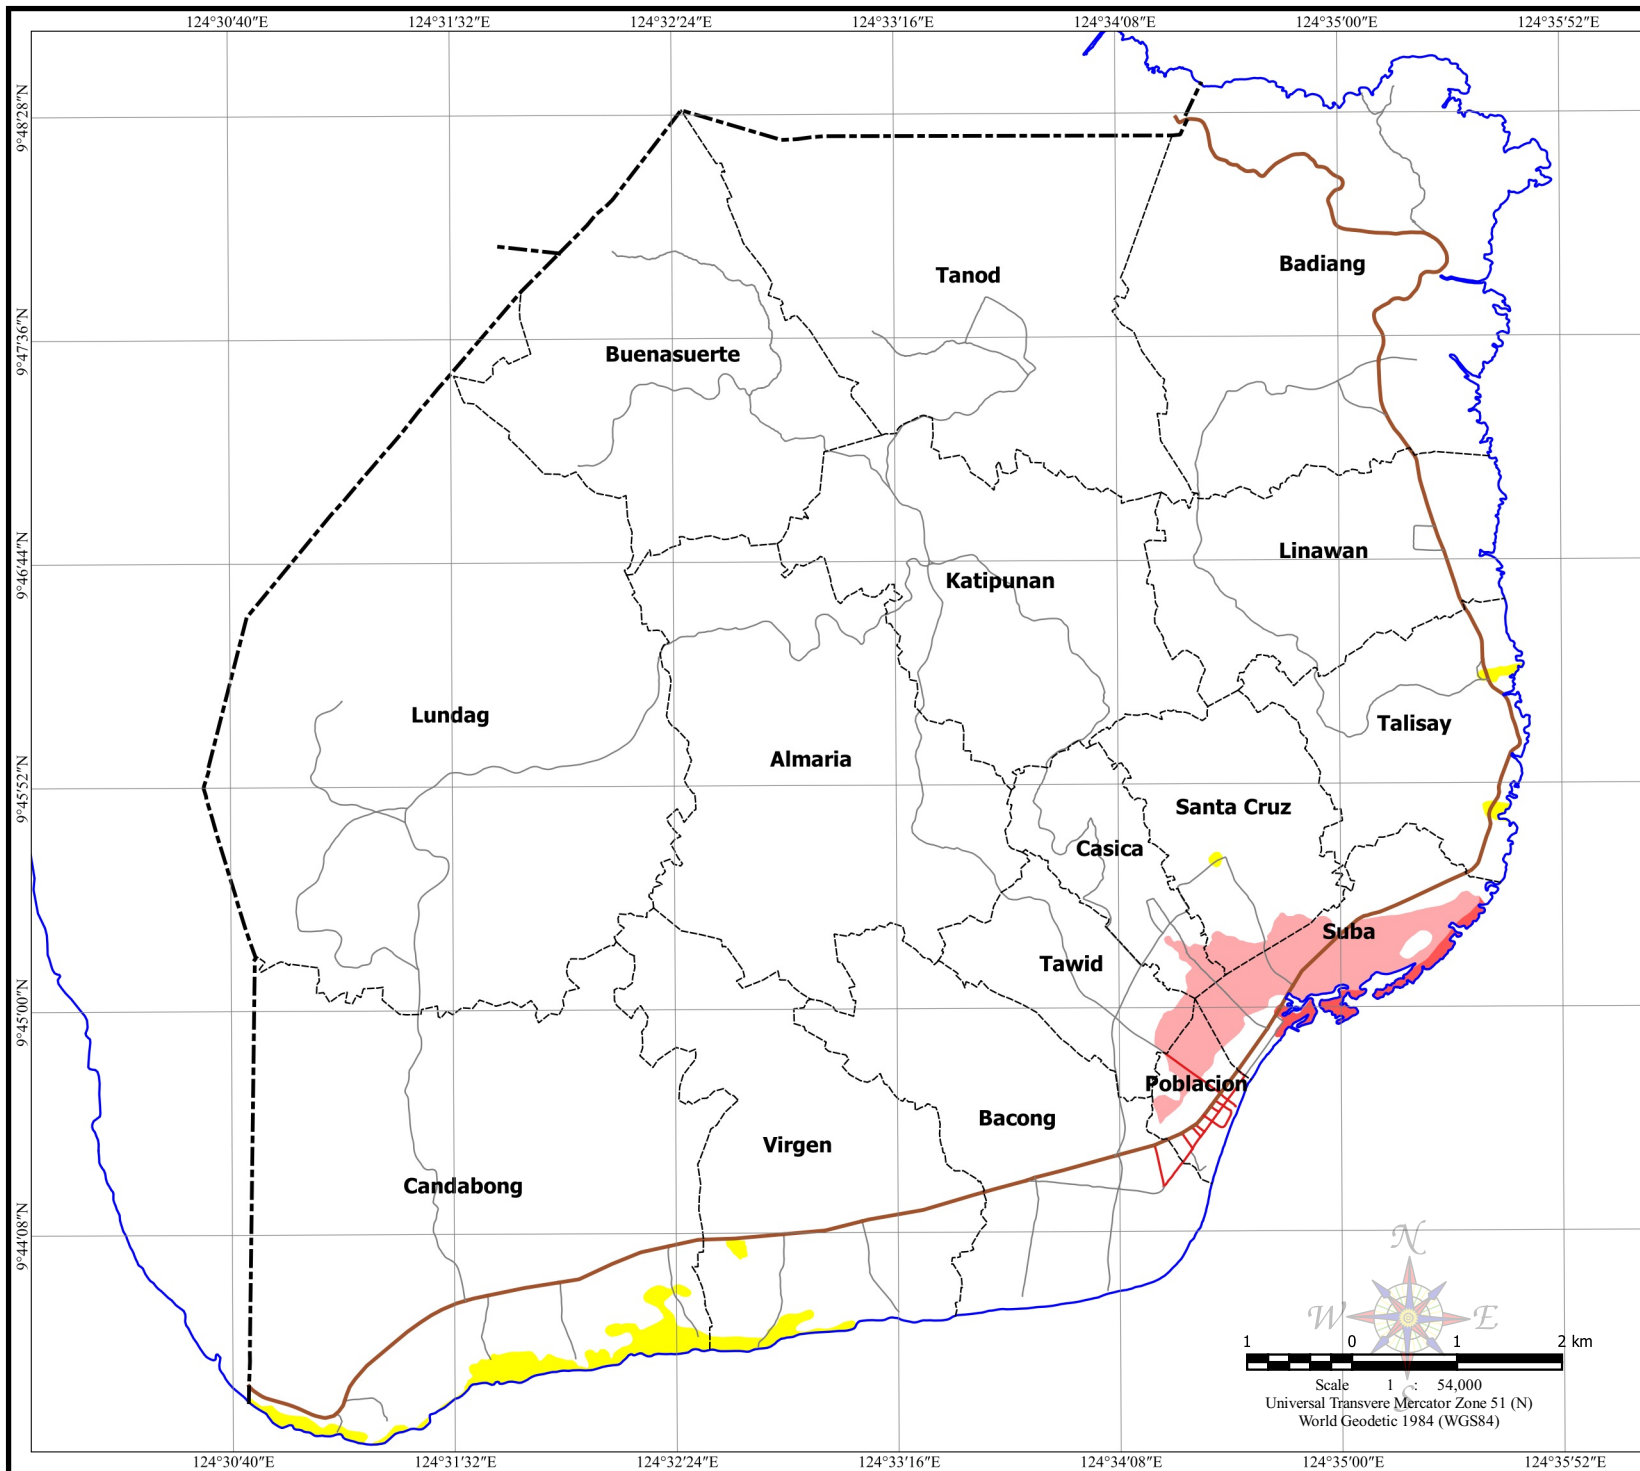 124°30'40"E 124°31'32"E 124°32'24"E 124°33'16"E 124°34'08"E 124°35'00"E 124°35'52"E
9°48'28"N
Badiang
Tanod
9°47'36"N
Buenasuerte
9°46'44"N
Linawan
Katipunan
Lundag
Talisay
Almaria
9°45'52"N
Santa Cruz
Casica
Suba
Tawid
9°45'00"N
Poblacion
Bacong
Virgen
Candabong
9°44'08"N
N
W E
S
1 0 1 2 km
Scale 1 : 54,000
Universal Transvere Mercator Zone 51 (N)
World Geodetic 1984 (WGS84)
124°30'40"E 124°31'32"E 124°32'24"E 124°33'16"E 124°34'08"E 124°35'00"E 124°35'52"E